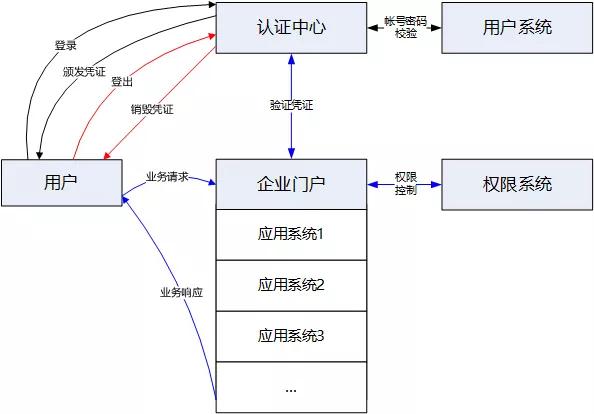 认证中心
帐号密码
校验
用户系统
登录
颁发凭证
登出
销毁凭证
验证凭证
用户
业务请求
企业门户
权限
控制
权限系统
应用系统1
应用系统2
业务响应
应用系统3
...